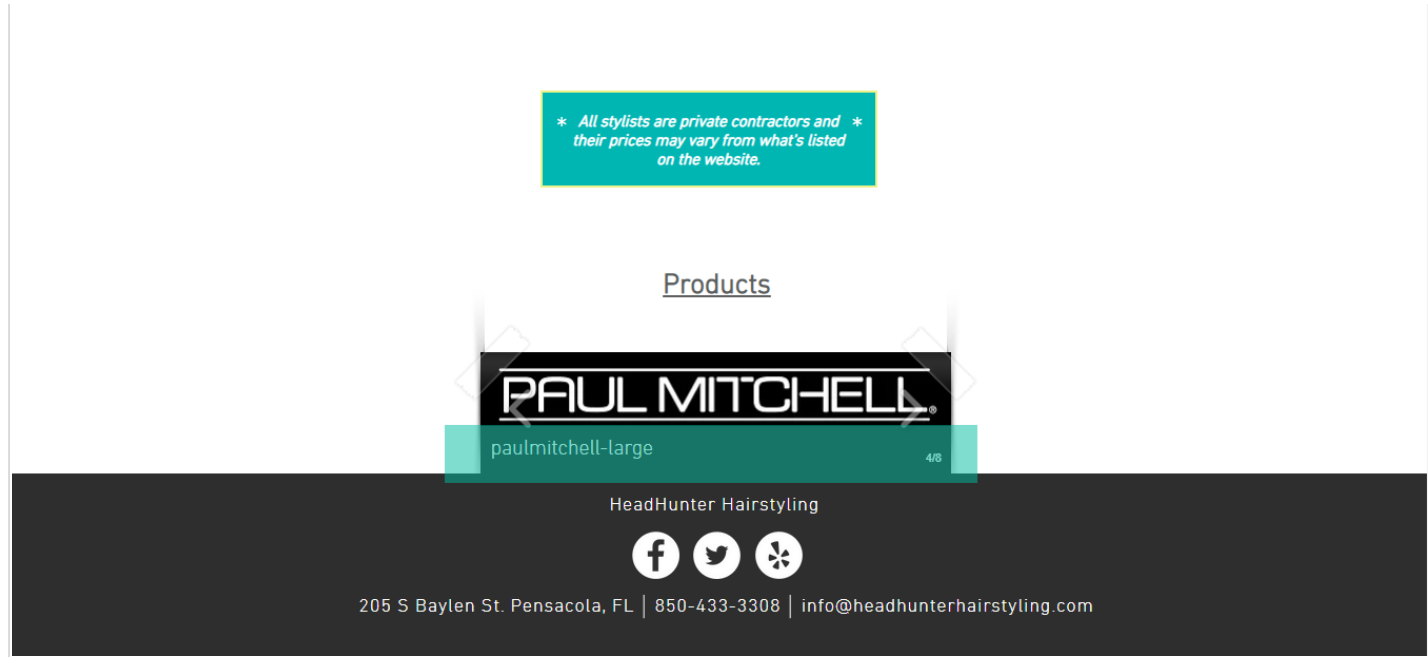 * All stylists are private contractors and *
their prices may vary from what's listed
on the website.
Products
PAUL MITCHELL®
paulmitchell-large
4/8
HeadHunter Hairstyling
205 S Baylen St. Pensacola, FL | 850-433-3308 | info@headhunterhairstyling.com